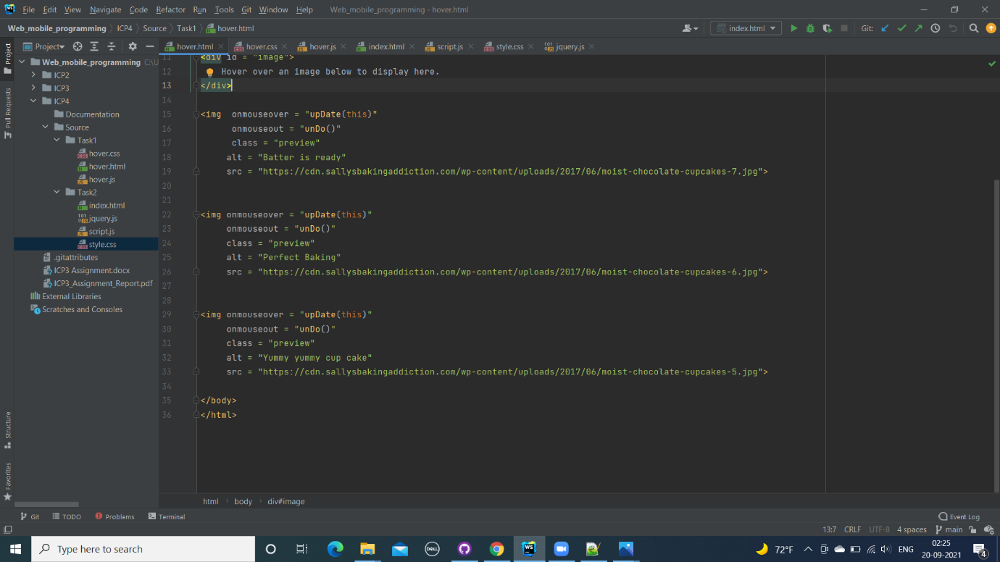 File Edit View Navigate Code Refactor Run Tools Git Window Help Web_mobile_programming - hover.html
Web_mobile_programming ICP4 Source Task1 hover.html index.html Git:
Project hover.html hover.css hover.js index.html script.js style.css jquery.js
Project
Pull Requests
Structure
Favorites
Web_mobile_programming C:\U
ICP2
ICP3
ICP4
Documentation
Source
Task1
hover.css
hover.html
hover.js
Task2
index.html
jquery.js
script.js
style.css
.gitattributes
ICP3 Assignment.docx
ICP3_Assignment_Report.pdf
External Libraries
Scratches and Consoles
11 <div id = "image">
12 Hover over an image below to display here.
13 </div>
14
15 <img onmouseover = "upDate(this)"
16 onmouseout = "unDo()"
17 class = "preview"
18 alt = "Batter is ready"
19 src = "https://cdn.sallysbakingaddiction.com/wp-content/uploads/2017/06/moist-chocolate-cupcakes-7.jpg">
20
21
22 <img onmouseover = "upDate(this)"
23 onmouseout = "unDo()"
24 class = "preview"
25 alt = "Perfect Baking"
26 src = "https://cdn.sallysbakingaddiction.com/wp-content/uploads/2017/06/moist-chocolate-cupcakes-6.jpg">
27
28
29 <img onmouseover = "upDate(this)"
30 onmouseout = "unDo()"
31 class = "preview"
32 alt = "Yummy yummy cup cake"
33 src = "https://cdn.sallysbakingaddiction.com/wp-content/uploads/2017/06/moist-chocolate-cupcakes-5.jpg">
34
35 </body>
36 </html>
html body div#image
Git TODO Problems Terminal Event Log
13:7 CRLF UTF-8 4 spaces main
Type here to search
DELL
WS
72°F ENG
02:25
20-09-2021
4